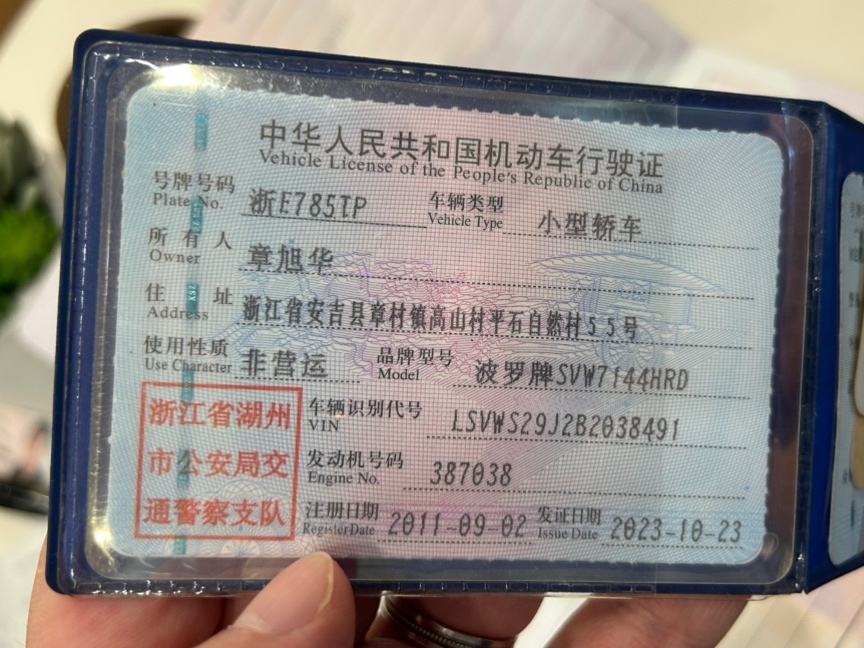 中华人民共和国机动车行驶证
Vehicle License of the People's Republic of China
号牌号码 浙E785TP 车辆类型 小型轿车
Plate No. Vehicle Type
所有人 章旭华
Owner
住址 浙江省安吉县章村镇高山村平石自然村55号
Address
使用性质 非营运 品牌型号 波罗牌SVW7144HRD
Use Character Model
浙江省湖州
市公安局交
通警察支队
车辆识别代号 LSVWS29J2B2038491
VIN
发动机号码 387038
Engine No.
注册日期 2011-09-02 发证日期 2023-10-23
Register Date Issue Date